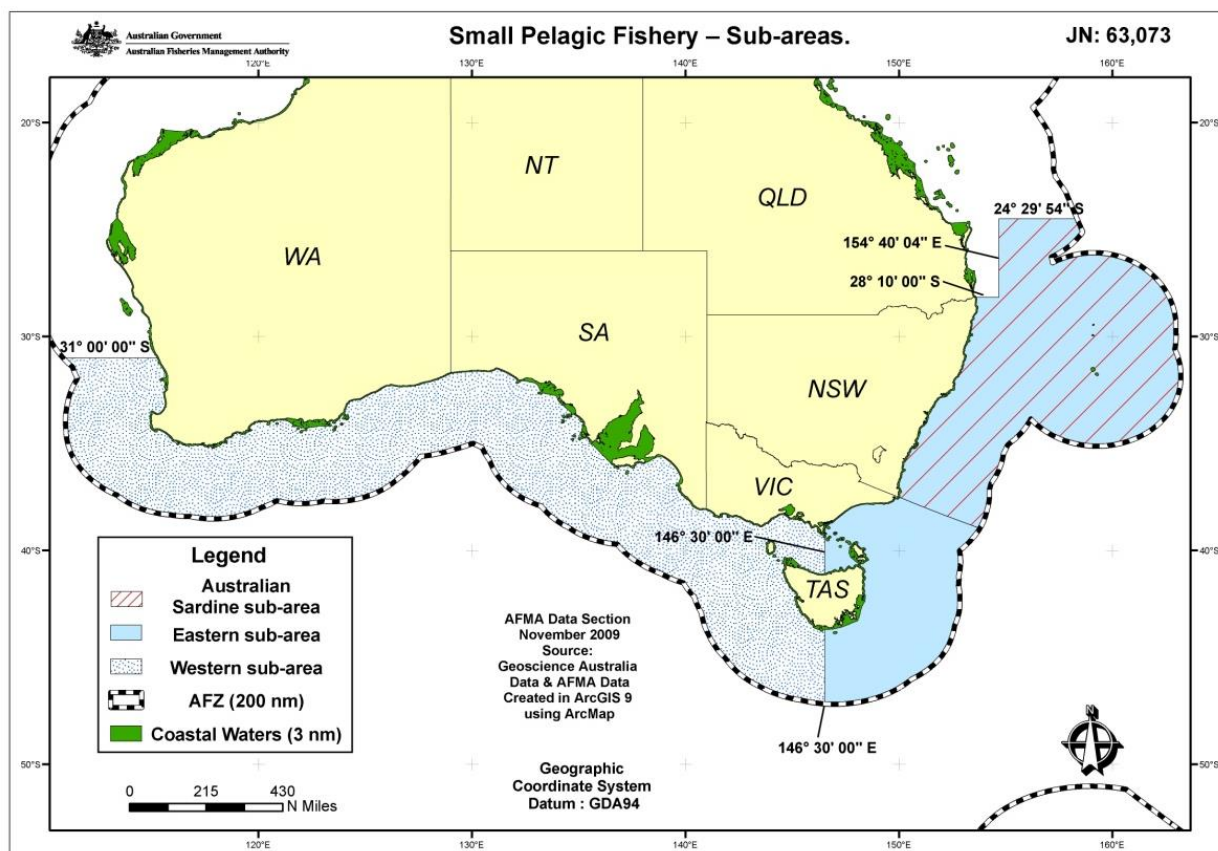 Australian Government
Australian Fisheries Management Authority
Small Pelagic Fishery – Sub-areas.
JN: 63,073
120°E
130°E
140°E
150°E
160°E
20°S
20°S
NT
QLD
WA
24° 29' 54" S
154° 40' 04" E
28° 10' 00" S
SA
30°S
30°S
31° 00' 00" S
NSW
VIC
146° 30' 00" E
40°S
40°S
TAS
Legend
Australian
Sardine sub-area
Eastern sub-area
Western sub-area
AFZ (200 nm)
Coastal Waters (3 nm)
AFMA Data Section
November 2009
Source:
Geoscience Australia
Data & AFMA Data
Created in ArcGIS 9
using ArcMap
146° 30' 00" E
N
50°S
50°S
Geographic
Coordinate System
Datum : GDA94
0 215 430
N Miles
120°E
130°E
140°E
150°E
160°E